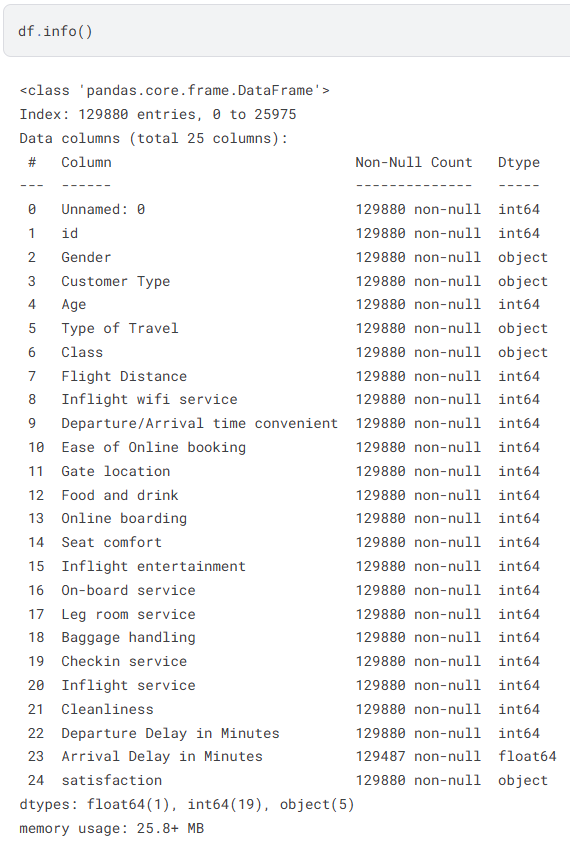 df.info()
<class 'pandas.core.frame.DataFrame'>
Index: 129880 entries, 0 to 25975
Data columns (total 25 columns):
 #   Column                             Non-Null Count   Dtype
---  ------                             --------------   -----
 0   Unnamed: 0                         129880 non-null  int64
 1   id                                 129880 non-null  int64
 2   Gender                             129880 non-null  object
 3   Customer Type                      129880 non-null  object
 4   Age                                129880 non-null  int64
 5   Type of Travel                     129880 non-null  object
 6   Class                              129880 non-null  object
 7   Flight Distance                    129880 non-null  int64
 8   Inflight wifi service              129880 non-null  int64
 9   Departure/Arrival time convenient  129880 non-null  int64
 10  Ease of Online booking             129880 non-null  int64
 11  Gate location                      129880 non-null  int64
 12  Food and drink                     129880 non-null  int64
 13  Online boarding                    129880 non-null  int64
 14  Seat comfort                       129880 non-null  int64
 15  Inflight entertainment             129880 non-null  int64
 16  On-board service                   129880 non-null  int64
 17  Leg room service                   129880 non-null  int64
 18  Baggage handling                   129880 non-null  int64
 19  Checkin service                    129880 non-null  int64
 20  Inflight service                   129880 non-null  int64
 21  Cleanliness                        129880 non-null  int64
 22  Departure Delay in Minutes         129880 non-null  int64
 23  Arrival Delay in Minutes           129487 non-null  float64
 24  satisfaction                       129880 non-null  object
dtypes: float64(1), int64(19), object(5)
memory usage: 25.8+ MB